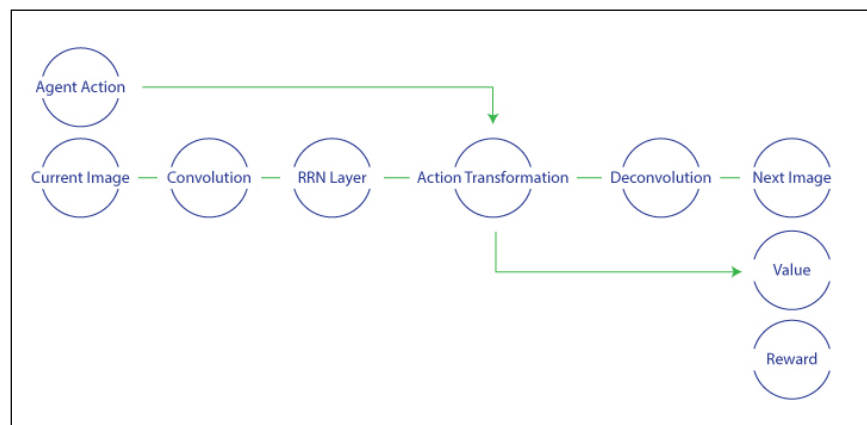 Agent Action
Current Image
Convolution
RRN Layer
Action Transformation
Deconvolution
Next Image
Value
Reward